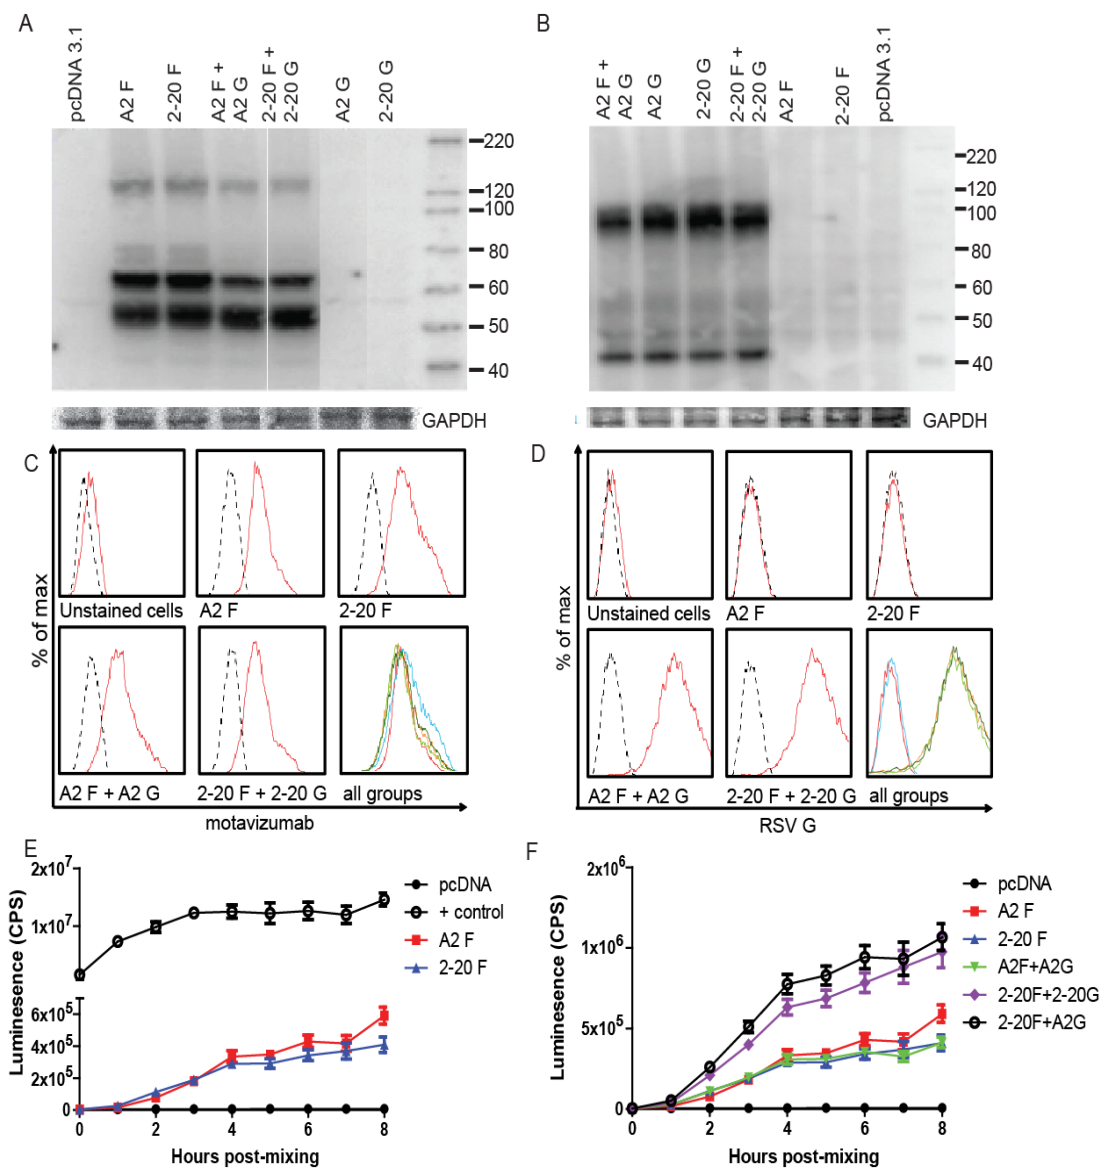 A
pcDNA 3.1
A2 F
2-20 F
A2 F +
A2 G
2-20 F +
2-20 G
A2 G
2-20 G
220
120
100
80
60
50
40
GAPDH
B
A2 F +
A2 G
A2 G
2-20 G
2-20 F +
2-20 G
A2 F
2-20 F
pcDNA 3.1
220
120
100
80
60
50
40
GAPDH
C
% of max
Unstained cells
A2 F
2-20 F
A2 F + A2 G
2-20 F + 2-20 G
all groups
motavizumab
D
% of max
Unstained cells
A2 F
2-20 F
A2 F + A2 G
2-20 F + 2-20 G
all groups
RSV G
E
Luminesence (CPS)
2x10^7
1x10^7
6x10^5
4x10^5
2x10^5
0
0 2 4 6 8
Hours post-mixing
pcDNA
+ control
A2 F
2-20 F
F
Luminesence (CPS)
2x10^6
1x10^6
5x10^5
0
0 2 4 6 8
Hours post-mixing
pcDNA
A2 F
2-20 F
A2F+A2G
2-20F+2-20G
2-20F+A2G